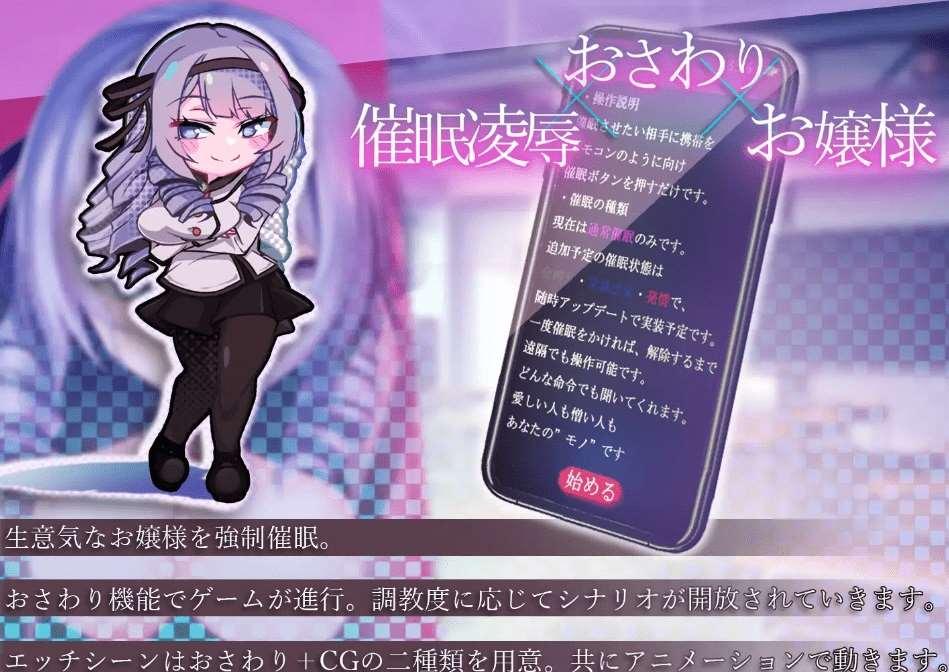 おさわり
催眠凌辱
お嬢様
・操作説明
催眠させたい相手に携帯を
リモコンのように向け
催眠ボタンを押すだけです。
・催眠の種類
現在は通常催眠のみです。
追加予定の催眠状態は
・・発情で、
随時アップデートで実装予定です。
一度催眠をかければ、解除するまで
遠隔でも操作可能です。
どんな命令でも聞いてくれます。
愛しい人も憎い人も
あなたの”モノ”です
始める
生意気なお嬢様を強制催眠。
おさわり機能でゲームが進行。調教度に応じてシナリオが開放されていきます。
エッチシーンはおさわり＋CGの二種類を用意。共にアニメーションで動きます。